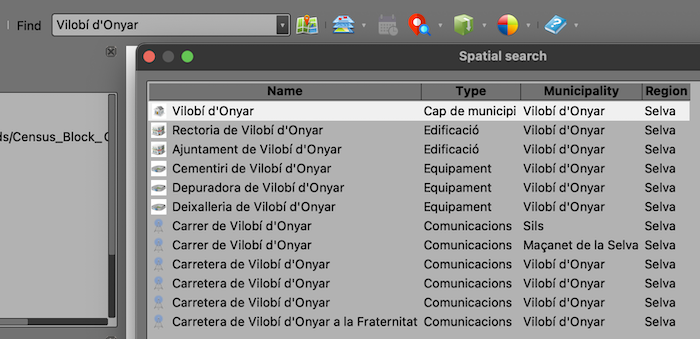 Find Vilobí d'Onyar
Spatial search
ds/Census_Block_G
Name Type Municipality Region
Vilobí d'Onyar Cap de municipi Vilobí d'Onyar Selva
Rectoria de Vilobí d'Onyar Edificació Vilobí d'Onyar Selva
Ajuntament de Vilobí d'Onyar Edificació Vilobí d'Onyar Selva
Cementiri de Vilobí d'Onyar Equipament Vilobí d'Onyar Selva
Depuradora de Vilobí d'Onyar Equipament Vilobí d'Onyar Selva
Deixalleria de Vilobí d'Onyar Equipament Vilobí d'Onyar Selva
Carrer de Vilobí d'Onyar Comunicacions Sils Selva
Carrer de Vilobí d'Onyar Comunicacions Maçanet de la Selva Selva
Carretera de Vilobí d'Onyar Comunicacions Vilobí d'Onyar Selva
Carretera de Vilobí d'Onyar Comunicacions Vilobí d'Onyar Selva
Carretera de Vilobí d'Onyar Comunicacions Vilobí d'Onyar Selva
Carretera de Vilobí d'Onyar a la Fraternitat Comunicacions Vilobí d'Onyar Selva